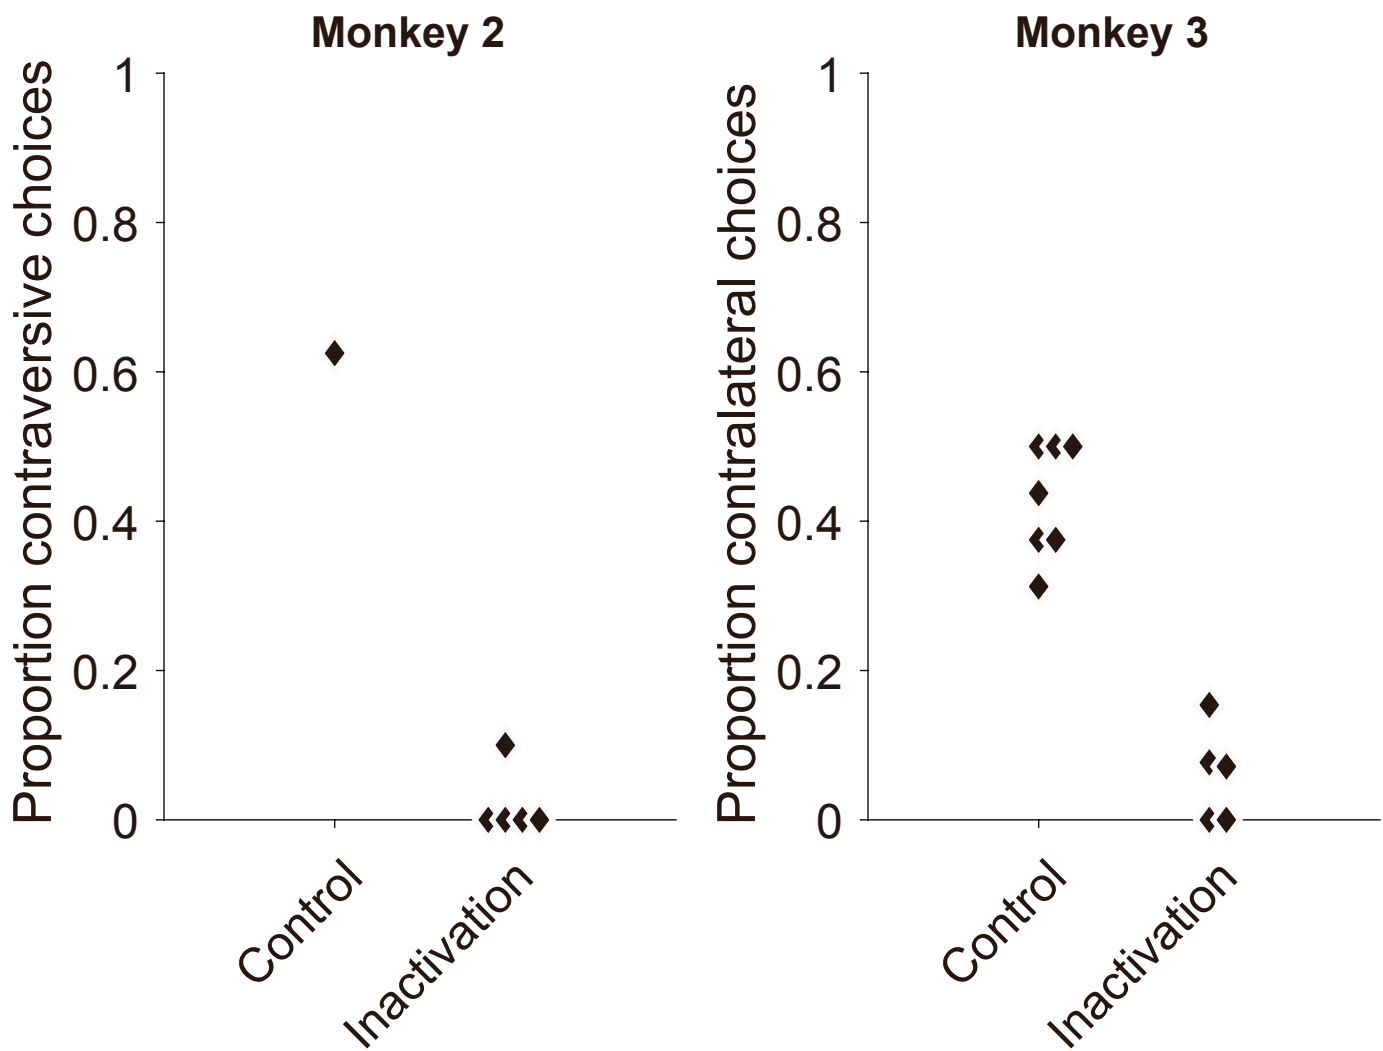 Monkey 2
Proportion contraversive choices
1
0.8
0.6
0.4
0.2
0
Control
Inactivation
Monkey 3
Proportion contralateral choices
1
0.8
0.6
0.4
0.2
0
Control
Inactivation